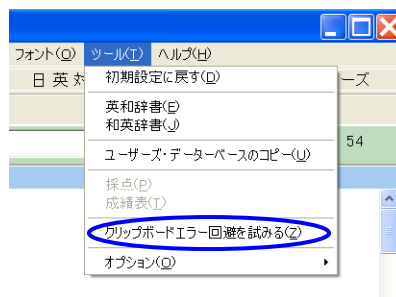 フォント(O) ツール(T) ヘルプ(H)
初期設定に戻す(D)
日 英 ーズ
英和辞書(E)
和英辞書(J)
54
ユーザーズ・データーベースのコピー(U)
採点(P)
成績表(T)
クリップボードエラー回避を試みる(Z)
オプション(O)